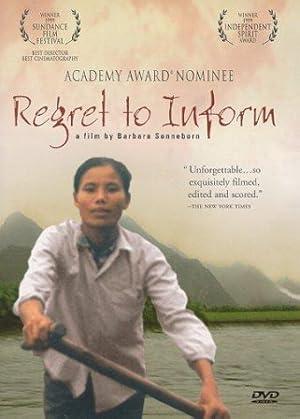 WINNER
1999
SUNDANCE
FILM
FESTIVAL
BEST DIRECTOR
BEST CINEMATOGRAPHY
WINNER
1999
INDEPENDENT
SPIRIT
AWARD
ACADEMY AWARD® NOMINEE
Regret to Inform
a film by Barbara Sonneborn
"Unforgettable...so
exquisitely filmed,
edited and scored."
—THE NEW YORK TIMES
DVD
VIDEO